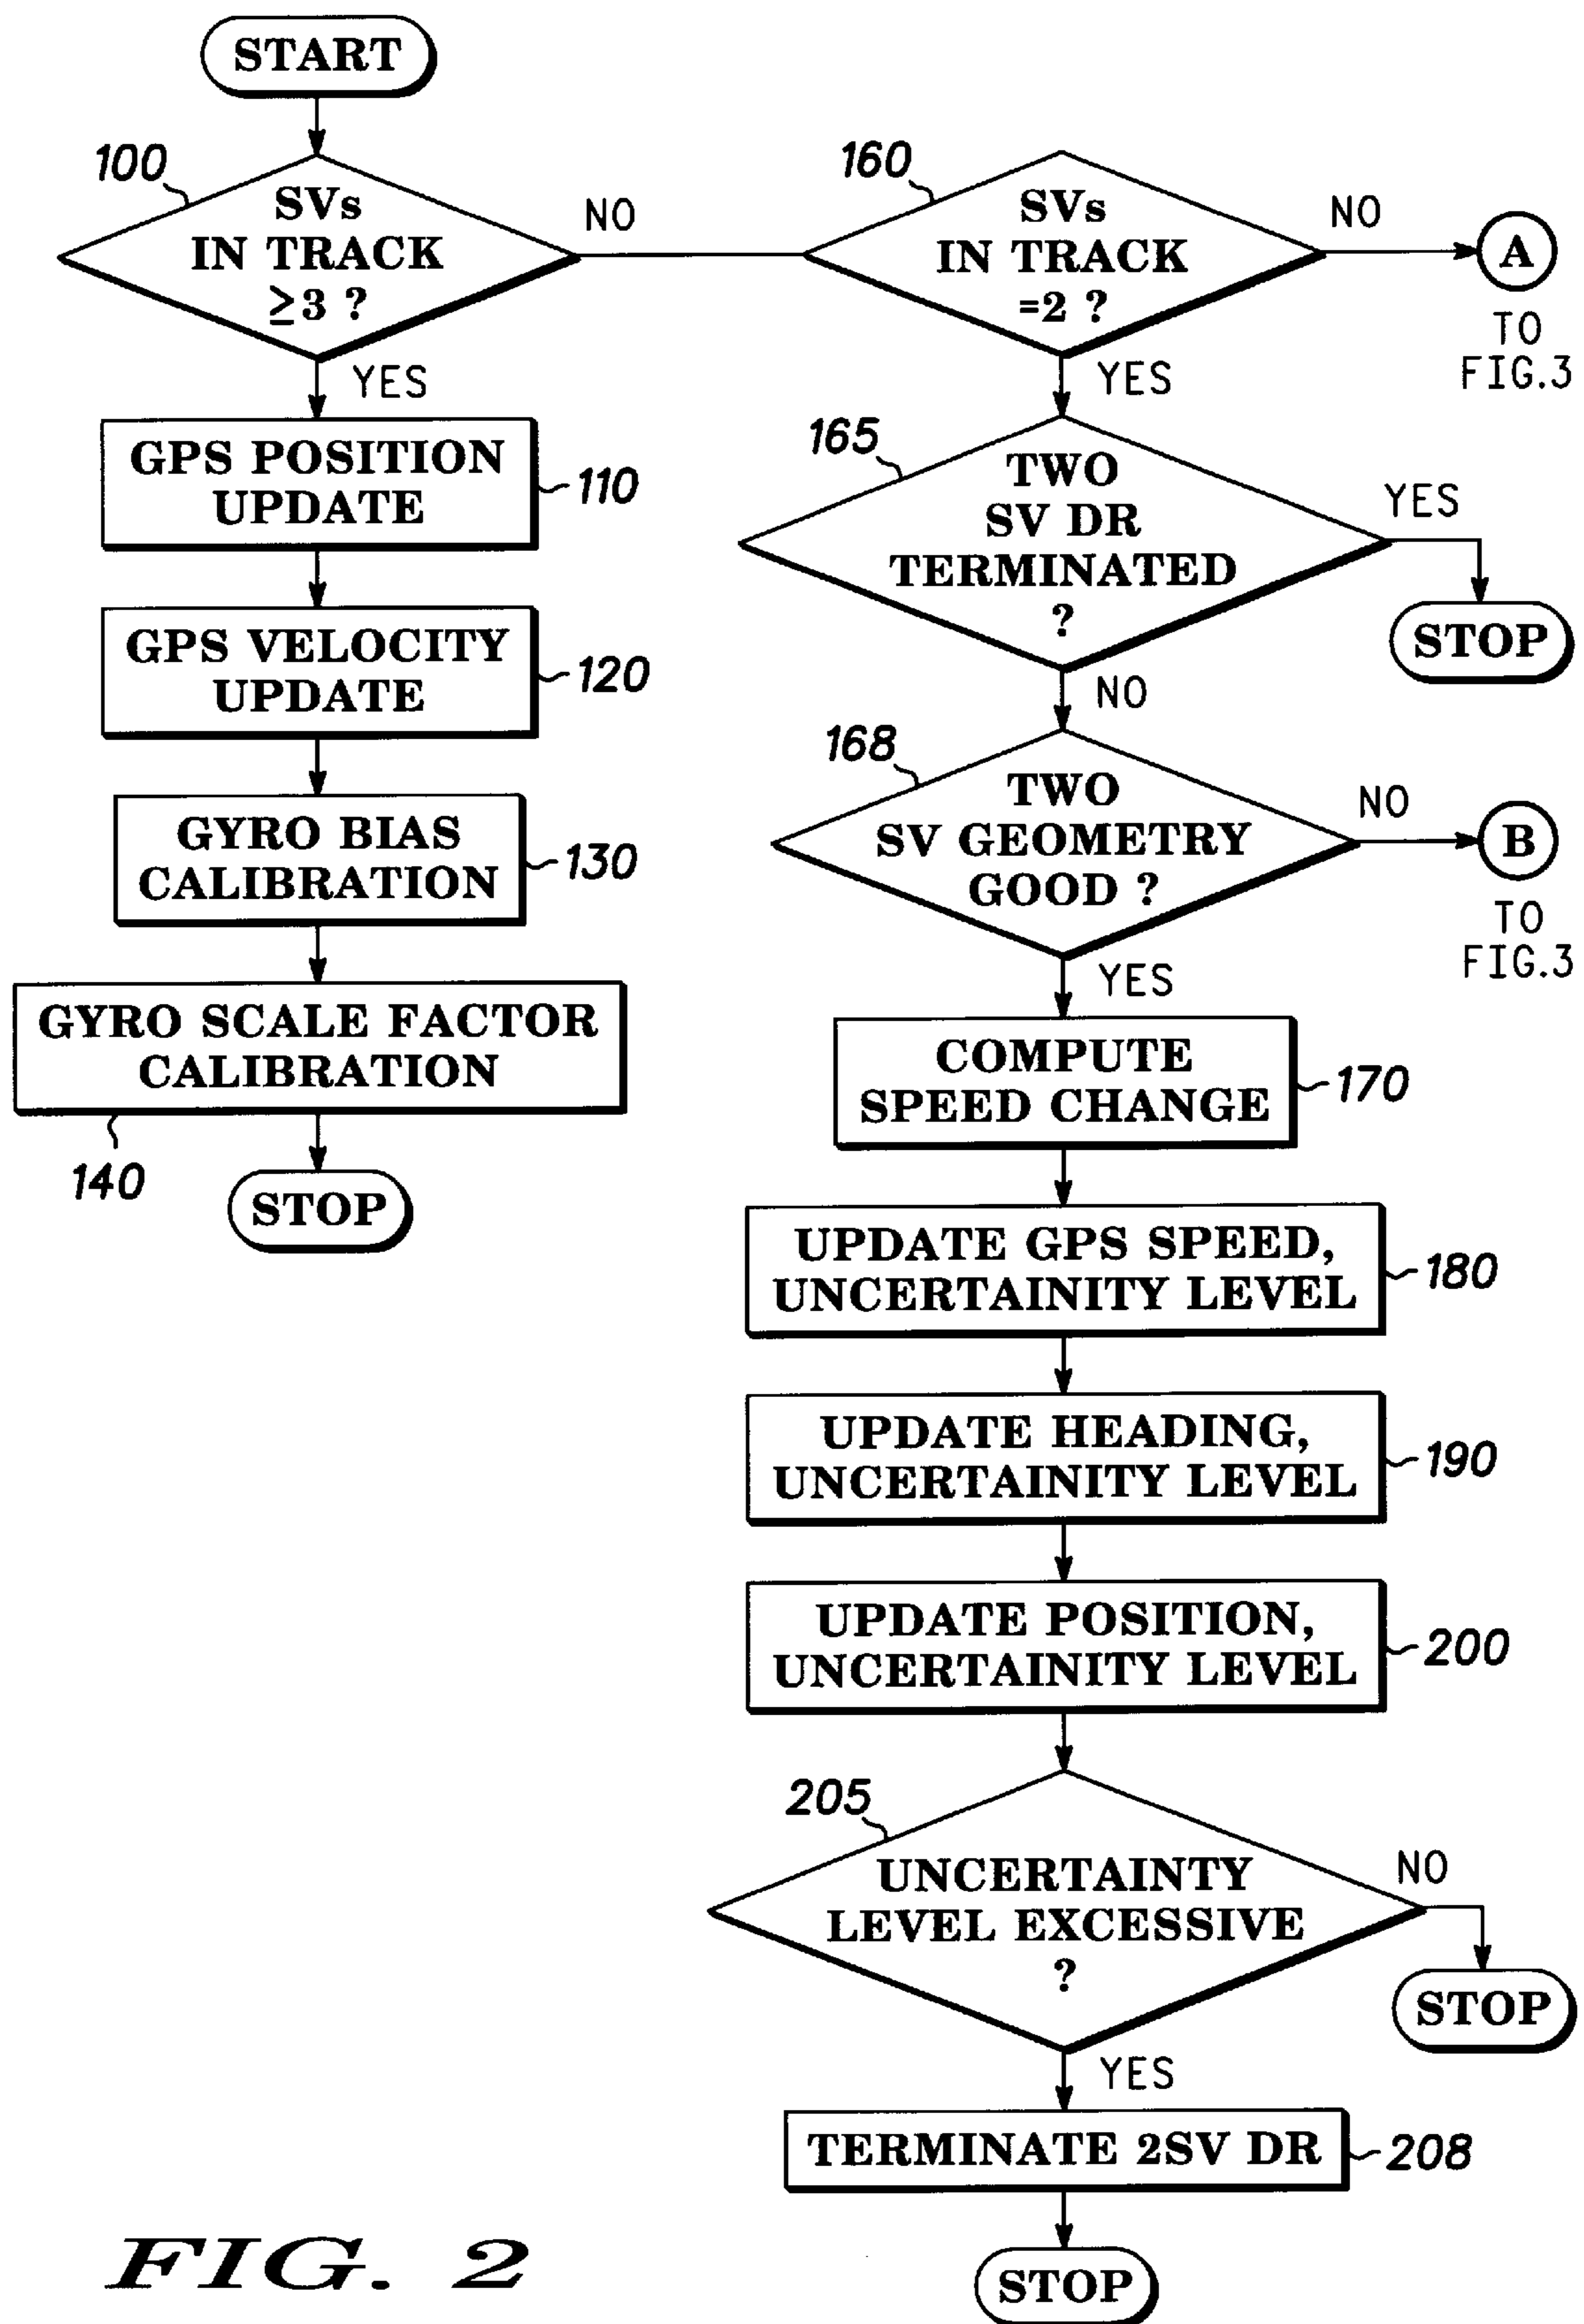 START
100
SVs
IN TRACK
≥3 ?
NO
YES
GPS POSITION
UPDATE
110
GPS VELOCITY
UPDATE
120
GYRO BIAS
CALIBRATION
130
GYRO SCALE FACTOR
CALIBRATION
140
STOP
160
SVs
IN TRACK
=2 ?
NO
A
TO
FIG.3
YES
165
TWO
SV DR
TERMINATED
?
YES
STOP
NO
168
TWO
SV GEOMETRY
GOOD ?
NO
B
TO
FIG.3
YES
COMPUTE
SPEED CHANGE
170
UPDATE GPS SPEED,
UNCERTAINITY LEVEL
180
UPDATE HEADING,
UNCERTAINITY LEVEL
190
UPDATE POSITION,
UNCERTAINITY LEVEL
200
205
UNCERTAINTY
LEVEL EXCESSIVE
?
NO
STOP
YES
TERMINATE 2SV DR
208
STOP
FIG. 2